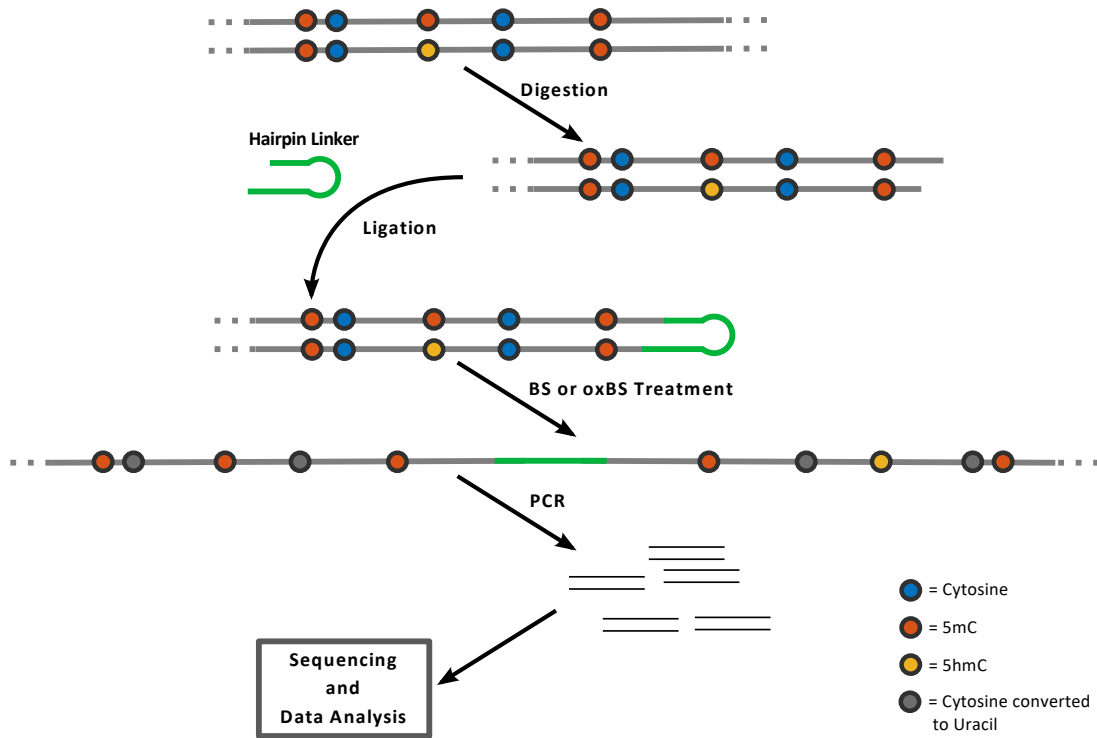 Digestion
Hairpin Linker
Ligation
BS or oxBS Treatment
PCR
Sequencing
and
Data Analysis
= Cytosine
= 5mC
= 5hmC
= Cytosine converted
to Uracil